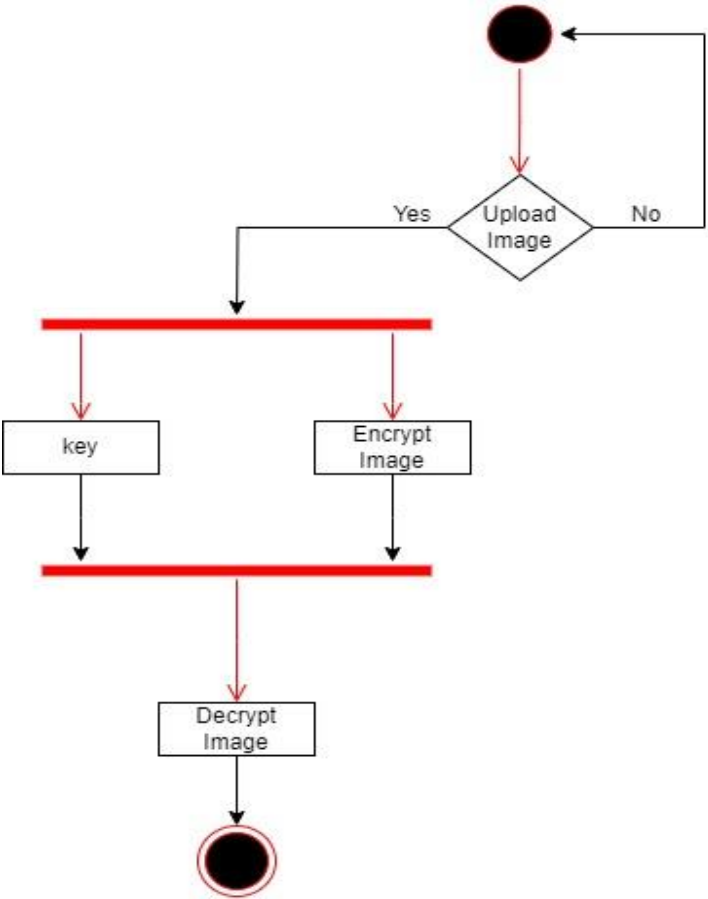 Upload
Image
Yes
No
key
Encrypt
Image
Decrypt
Image